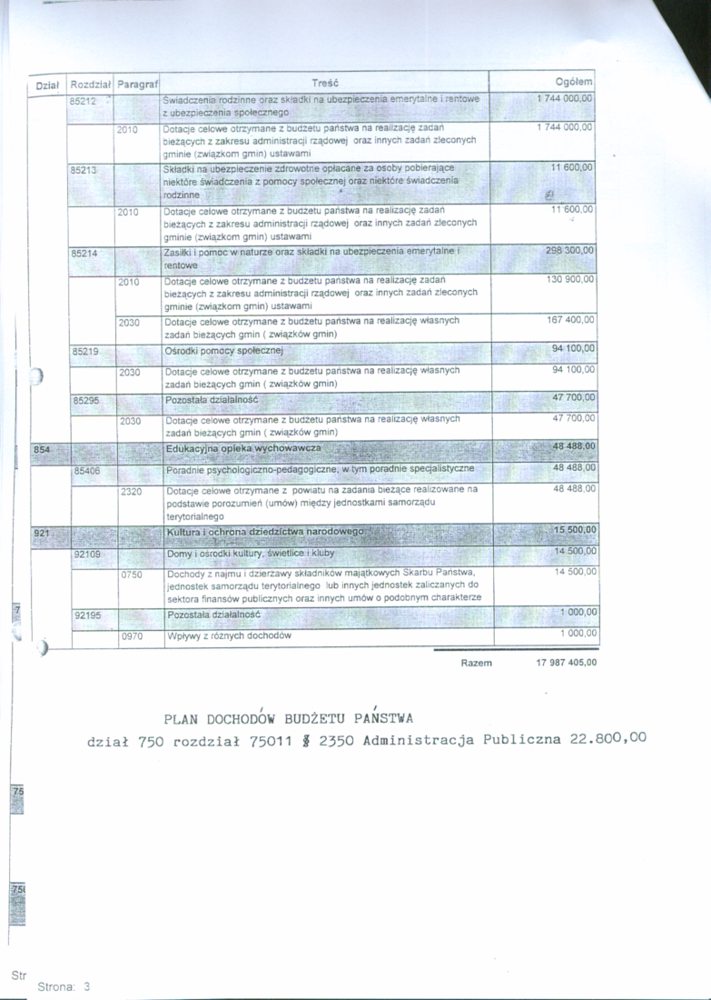 Dział Rozdział Paragraf Treść Ogółem
85212 Świadczenia rodzinne oraz składki na ubezpieczenia emerytalne i rentowe 1 744 000,00
z ubezpieczenia społecznego
2010 Dotacje celowe otrzymane z budżetu państwa na realizację zadań 1 744 000,00
bieżących z zakresu administracji rządowej oraz innych zadań zleconych
gminie (związkom gmin) ustawami
85213 Składki na ubezpieczenie zdrowotne opłacane za osoby pobierające 11 600,00
niektóre świadczenia z pomocy społecznej oraz niektóre świadczenia
rodzinne
2010 Dotacje celowe otrzymane z budżetu państwa na realizację zadań 11 600,00
bieżących z zakresu administracji rządowej oraz innych zadań zleconych
gminie (związkom gmin) ustawami
85214 Zasiłki i pomoc w naturze oraz składki na ubezpieczenia emerytalne i 298 300,00
rentowe
2010 Dotacje celowe otrzymane z budżetu państwa na realizację zadań 130 900,00
bieżących z zakresu administracji rządowej oraz innych zadań zleconych
gminie (związkom gmin) ustawami
2030 Dotacje celowe otrzymane z budżetu państwa na realizację własnych 167 400,00
zadań bieżących gmin ( związków gmin)
85219 Ośrodki pomocy społecznej 94 100,00
2030 Dotacje celowe otrzymane z budżetu państwa na realizację własnych 94 100,00
zadań bieżących gmin ( związków gmin)
85295 Pozostała działalność 47 700,00
2030 Dotacje celowe otrzymane z budżetu państwa na realizację własnych 47 700,00
zadań bieżących gmin ( związków gmin)
854 Edukacyjna opieka wychowawcza 48 488,00
85406 Poradnie psychologiczno-pedagogiczne, w tym poradnie specjalistyczne 48 488,00
2320 Dotacje celowe otrzymane z powiatu na zadania bieżące realizowane na 48 488,00
podstawie porozumień (umów) między jednostkami samorządu
terytorialnego
921 Kultura i ochrona dziedzictwa narodowego 15 500,00
92109 Domy i ośrodki kultury, świetlice i kluby 14 500,00
0750 Dochody z najmu i dzierżawy składników majątkowych Skarbu Państwa, 14 500,00
jednostek samorządu terytorialnego lub innych jednostek zaliczanych do
sektora finansów publicznych oraz innych umów o podobnym charakterze
92195 Pozostała działalność 1 000,00
0970 Wpływy z różnych dochodów 1 000,00
Razem 17 987 405,00
PLAN DOCHODÓW BUDŻETU PAŃSTWA
dział 750 rozdział 75011 § 2350 Administracja Publiczna 22.800,00
7
75
75
Str
Strona: 3